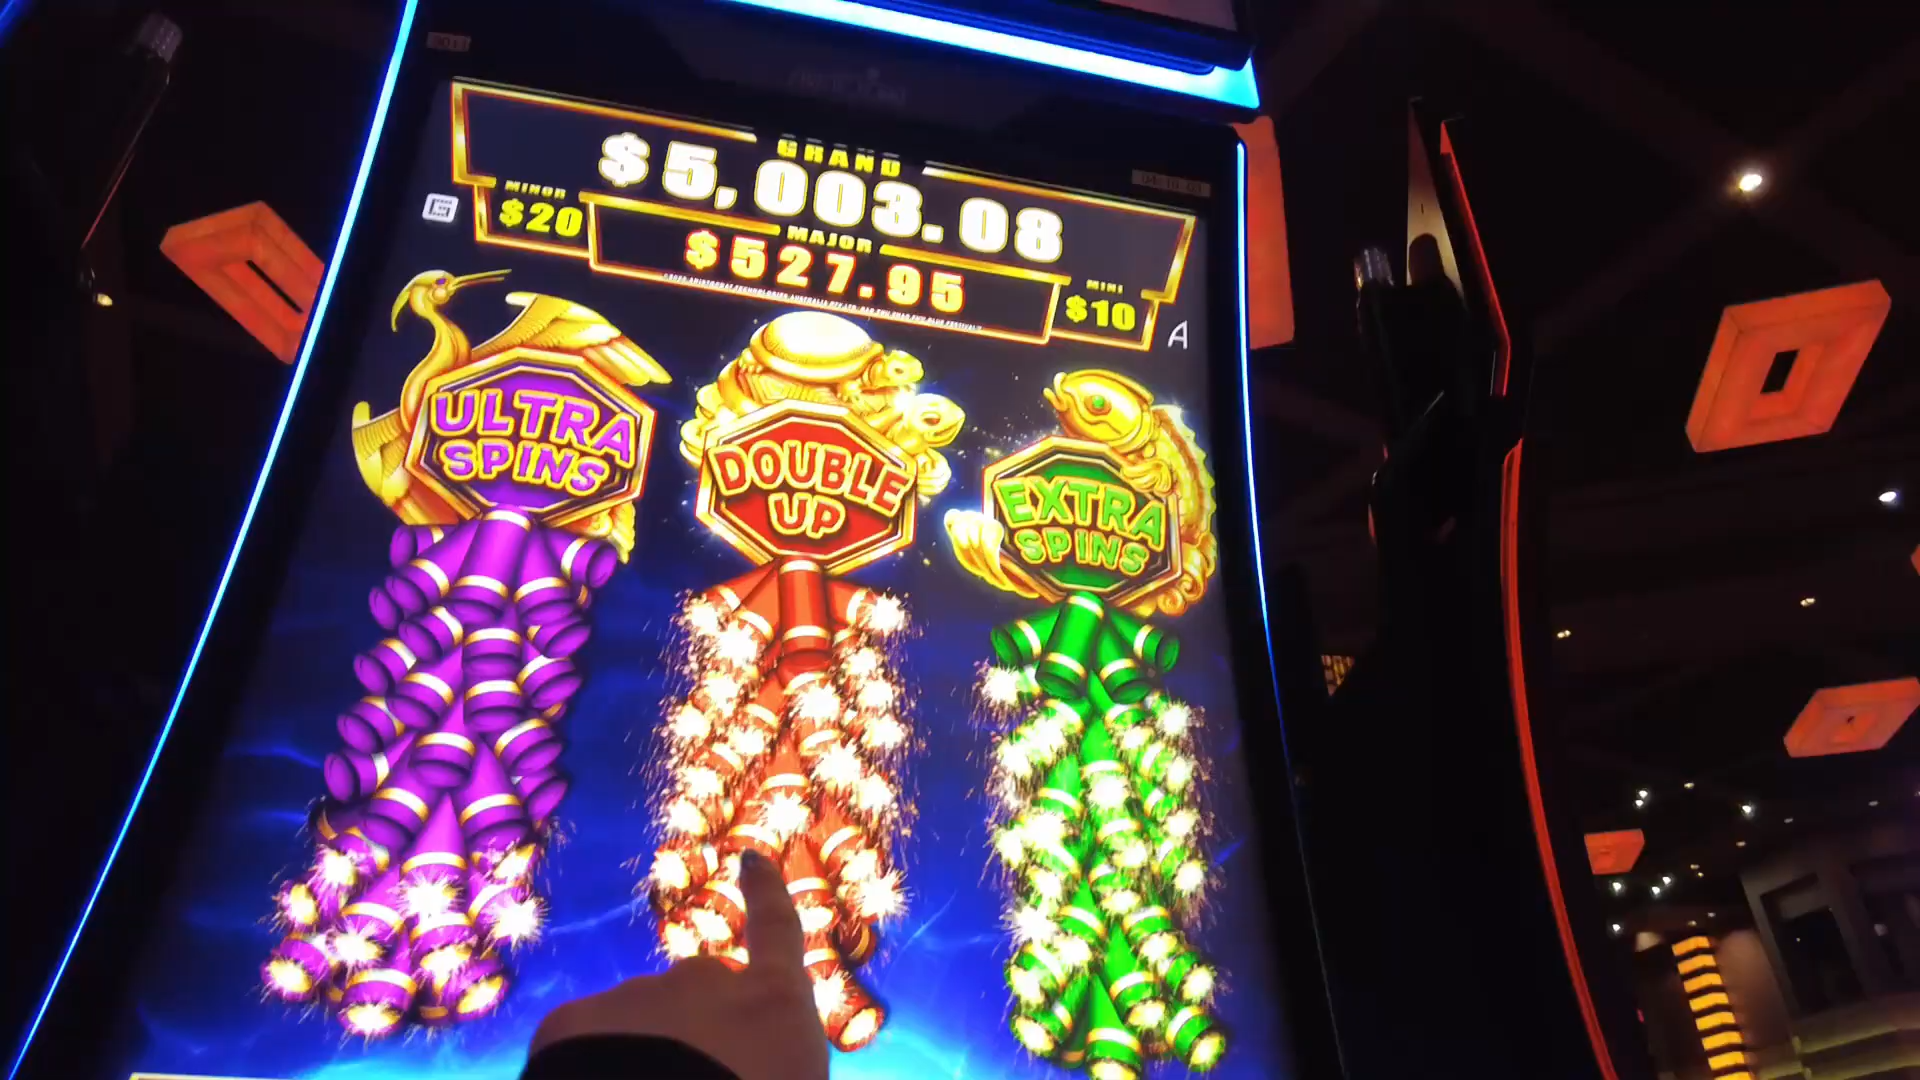 GRAND
$5,003.08
MINOR
$20
MAJOR
$527.95
MINI
$10
A
ULTRA
SPINS
DOUBLE
UP
EXTRA
SPINS